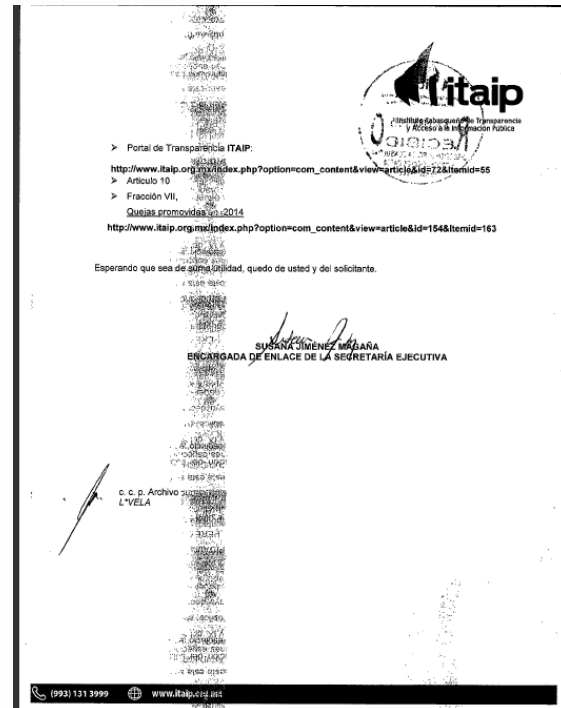 itaip
Instituto Tabasqueño de Transparencia
y Acceso a la Información Pública
RECIBIDO
➢ Portal de Transparencia ITAIP:
http://www.itaip.org.mx/index.php?option=com_content&view=article&id=72&Itemid=55
➢ Articulo 10
➢ Fracción VII,
Quejas promovidas en 2014
http://www.itaip.org.mx/index.php?option=com_content&view=article&id=154&Itemid=163
Esperando que sea de suma utilidad, quedo de usted y del solicitante.
SUSANA JIMÉNEZ MAGAÑA
ENCARGADA DE ENLACE DE LA SECRETARÍA EJECUTIVA
c. c. p. Archivo
L*VELA
(993) 131 3999 www.itaip.org.mx